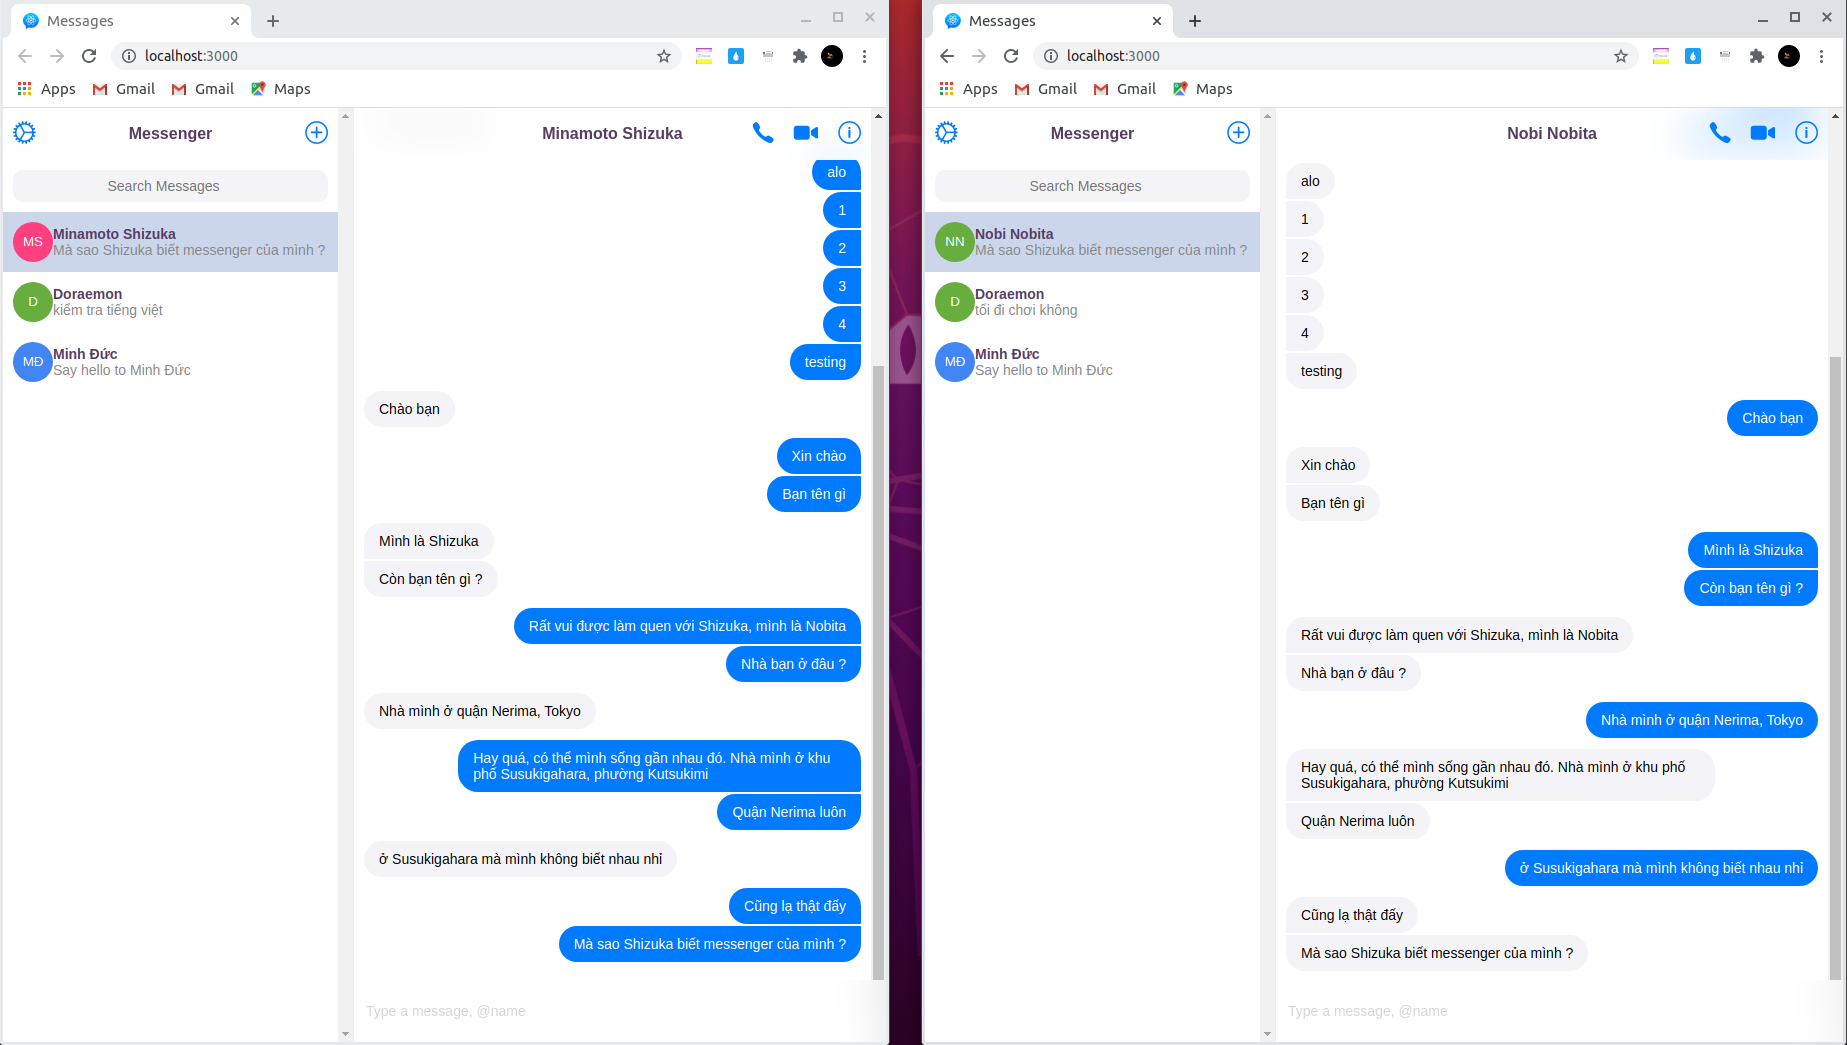 Messages
localhost:3000
Apps
Gmail
Gmail
Maps
Messenger
Search Messages
MS
Minamoto Shizuka
Mà sao Shizuka biết messenger của mình ?
D
Doraemon
kiểm tra tiếng việt
MĐ
Minh Đức
Say hello to Minh Đức
Minamoto Shizuka
alo
1
2
3
4
testing
Chào bạn
Xin chào
Bạn tên gì
Mình là Shizuka
Còn bạn tên gì ?
Rất vui được làm quen với Shizuka, mình là Nobita
Nhà bạn ở đâu ?
Nhà mình ở quận Nerima, Tokyo
Hay quá, có thể mình sống gần nhau đó. Nhà mình ở khu
phố Susukigahara, phường Kutsukimi
Quận Nerima luôn
ở Susukigahara mà mình không biết nhau nhỉ
Cũng lạ thật đấy
Mà sao Shizuka biết messenger của mình ?
Type a message, @name
Messages
localhost:3000
Apps
Gmail
Gmail
Maps
Messenger
Search Messages
NN
Nobi Nobita
Mà sao Shizuka biết messenger của mình ?
D
Doraemon
tối đi chơi không
MĐ
Minh Đức
Say hello to Minh Đức
Nobi Nobita
alo
1
2
3
4
testing
Chào bạn
Xin chào
Bạn tên gì
Mình là Shizuka
Còn bạn tên gì ?
Rất vui được làm quen với Shizuka, mình là Nobita
Nhà bạn ở đâu ?
Nhà mình ở quận Nerima, Tokyo
Hay quá, có thể mình sống gần nhau đó. Nhà mình ở khu phố
Susukigahara, phường Kutsukimi
Quận Nerima luôn
ở Susukigahara mà mình không biết nhau nhỉ
Cũng lạ thật đấy
Mà sao Shizuka biết messenger của mình ?
Type a message, @name